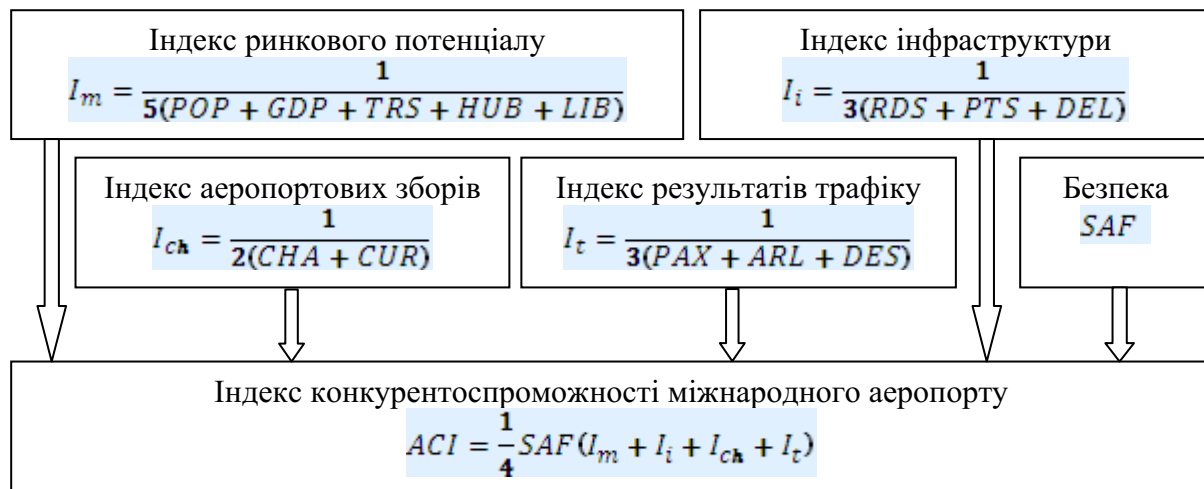 Індекс ринкового потенціалу
I_m = 1 / 5(POP + GDP + TRS + HUB + LIB)
Індекс інфраструктури
I_i = 1 / 3(RDS + PTS + DEL)
Індекс аеропортових зборів
I_ch = 1 / 2(CHA + CUR)
Індекс результатів трафіку
I_t = 1 / 3(PAX + ARL + DES)
Безпека
SAF
Індекс конкурентоспроможності міжнародного аеропорту
ACI = 1/4 SAF(I_m + I_i + I_ch + I_t)